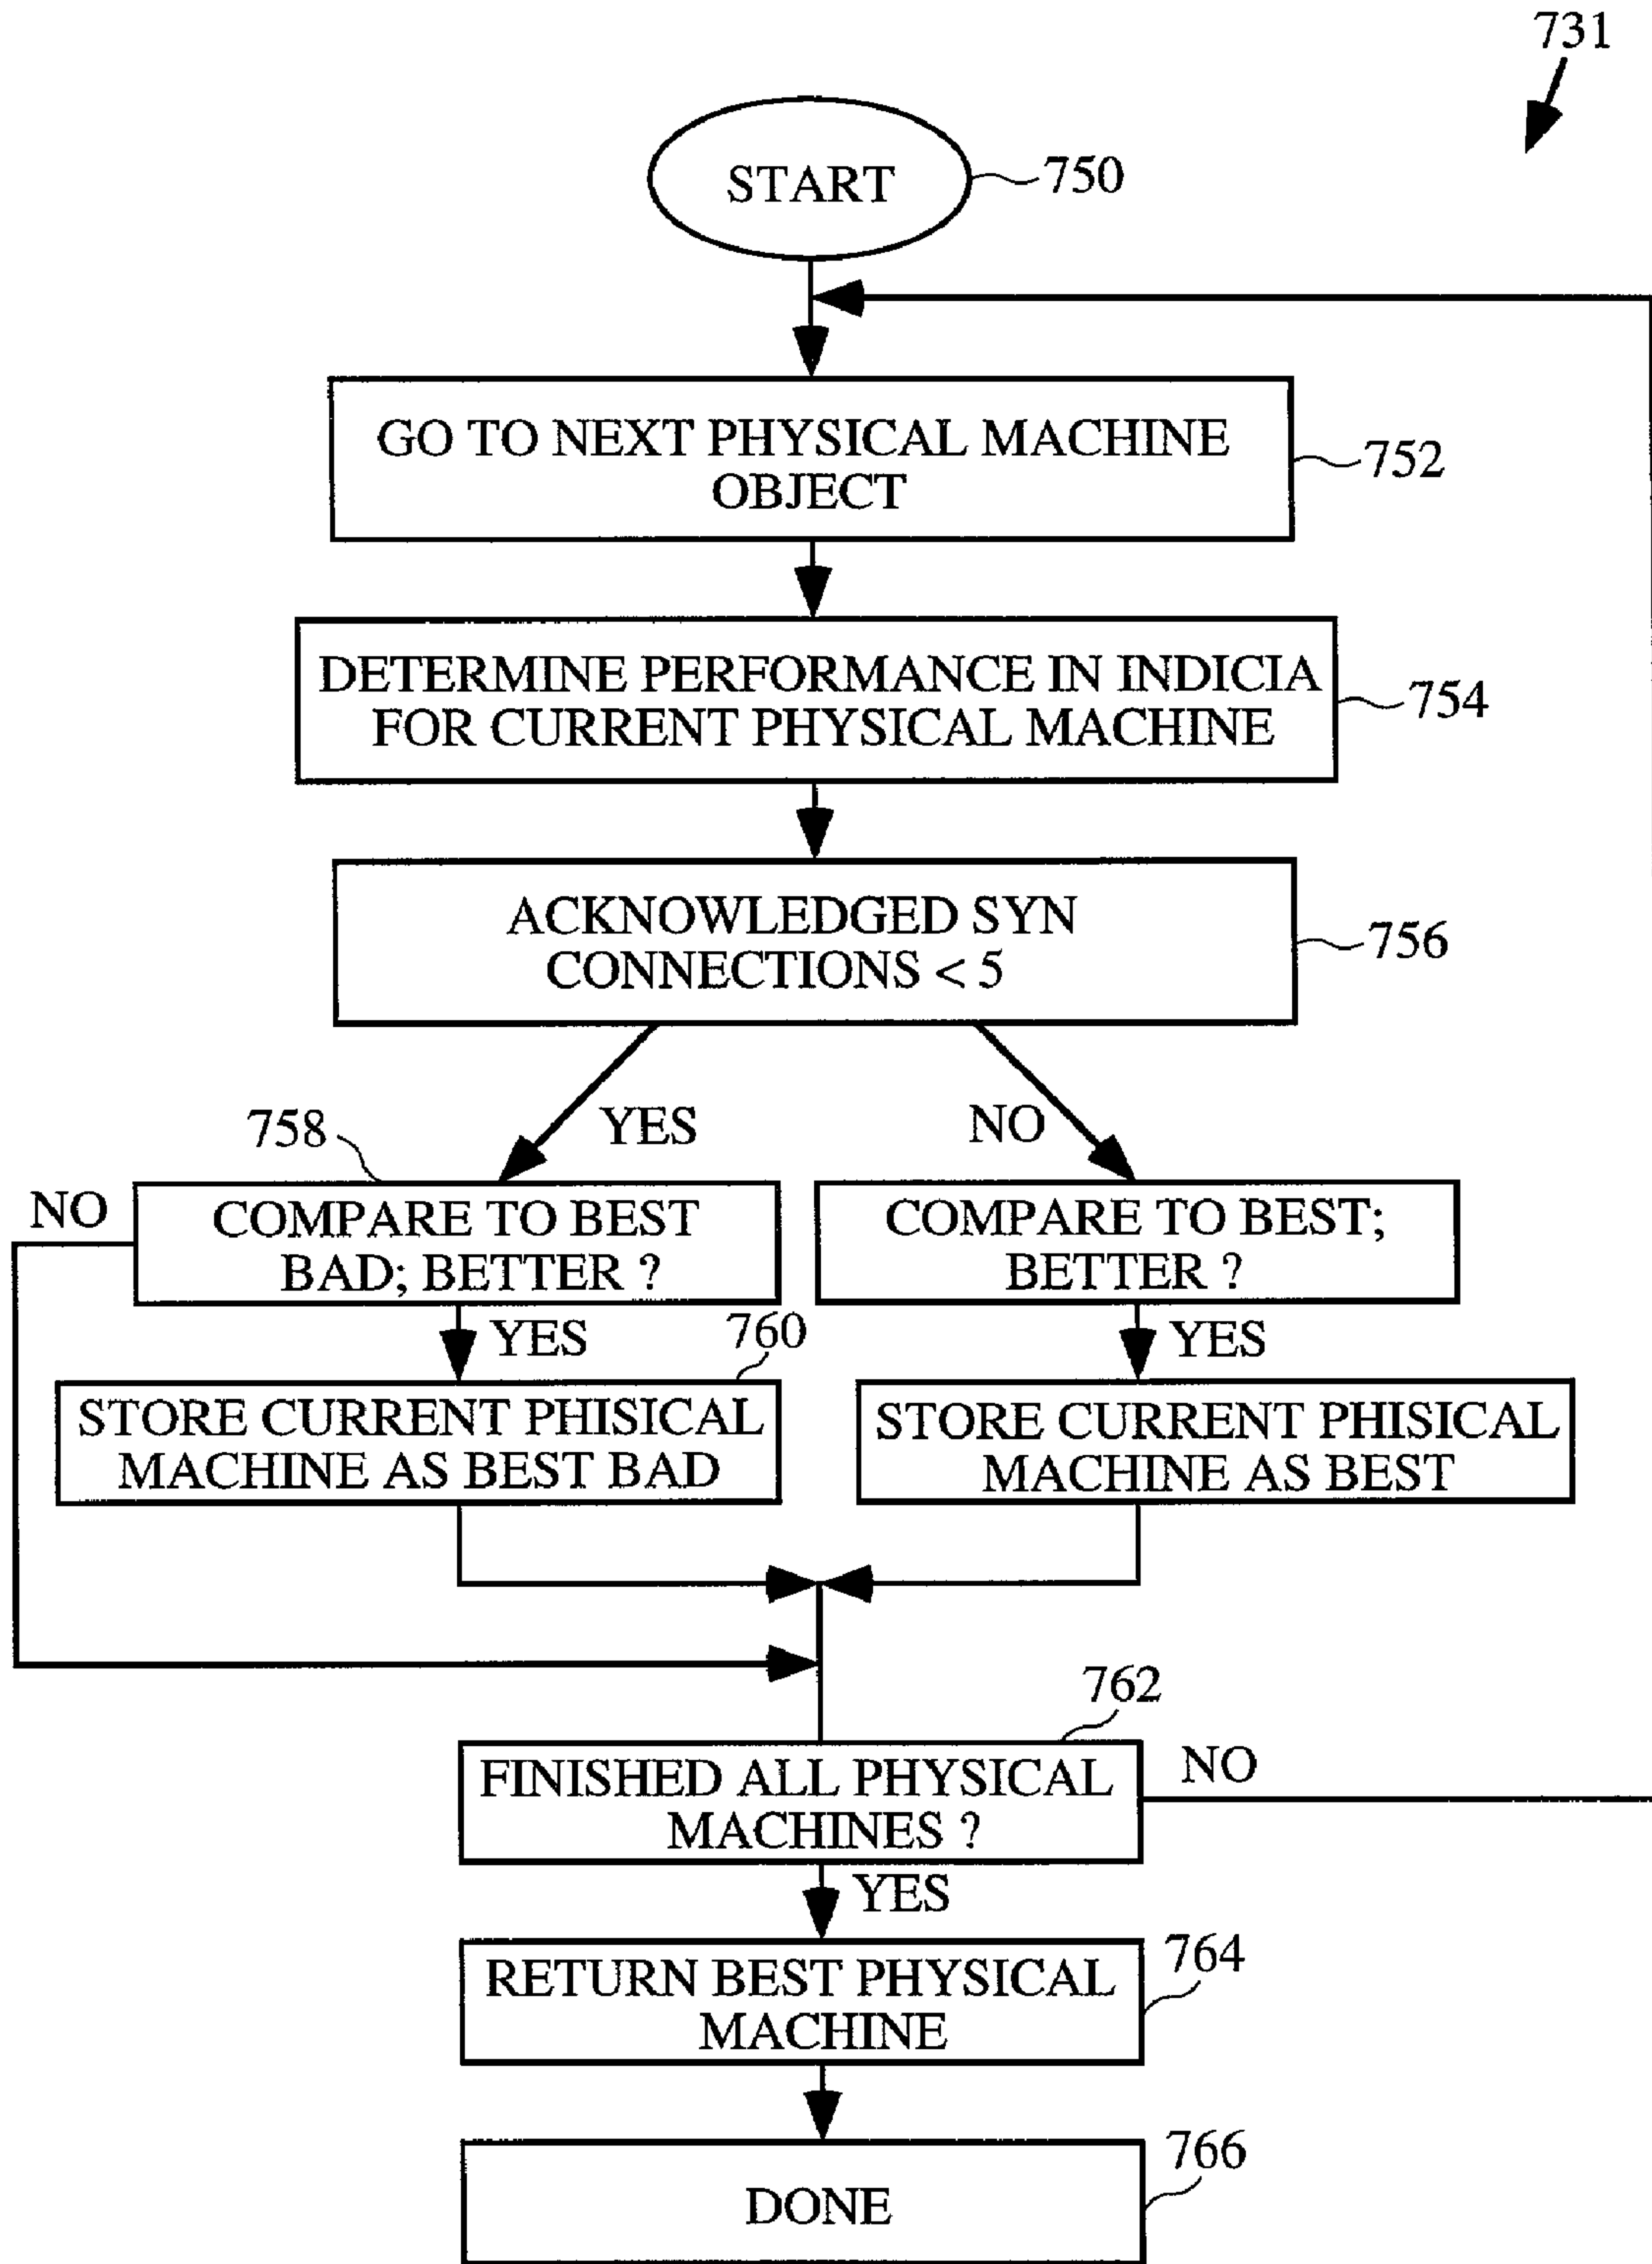 731
START
750
GO TO NEXT PHYSICAL MACHINE
OBJECT
752
DETERMINE PERFORMANCE IN INDICIA
FOR CURRENT PHYSICAL MACHINE
754
ACKNOWLEDGED SYN
CONNECTIONS < 5
756
YES
NO
758
NO
COMPARE TO BEST
BAD; BETTER ?
COMPARE TO BEST;
BETTER ?
YES
760
YES
STORE CURRENT PHISICAL
MACHINE AS BEST BAD
STORE CURRENT PHISICAL
MACHINE AS BEST
762
FINISHED ALL PHYSICAL
MACHINES ?
NO
YES
RETURN BEST PHYSICAL
MACHINE
764
DONE
766